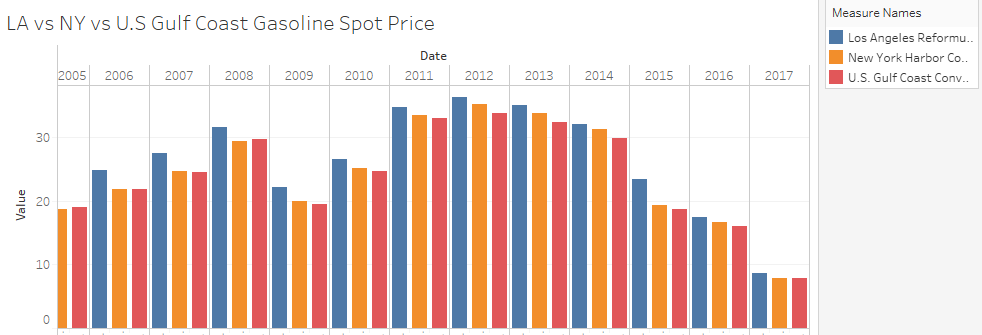 LA vs NY vs U.S Gulf Coast Gasoline Spot Price
Date
2005 2006 2007 2008 2009 2010 2011 2012 2013 2014 2015 2016 2017
30
20
10
0
Value
Measure Names
Los Angeles Reformu..
New York Harbor Co..
U.S. Gulf Coast Conv..